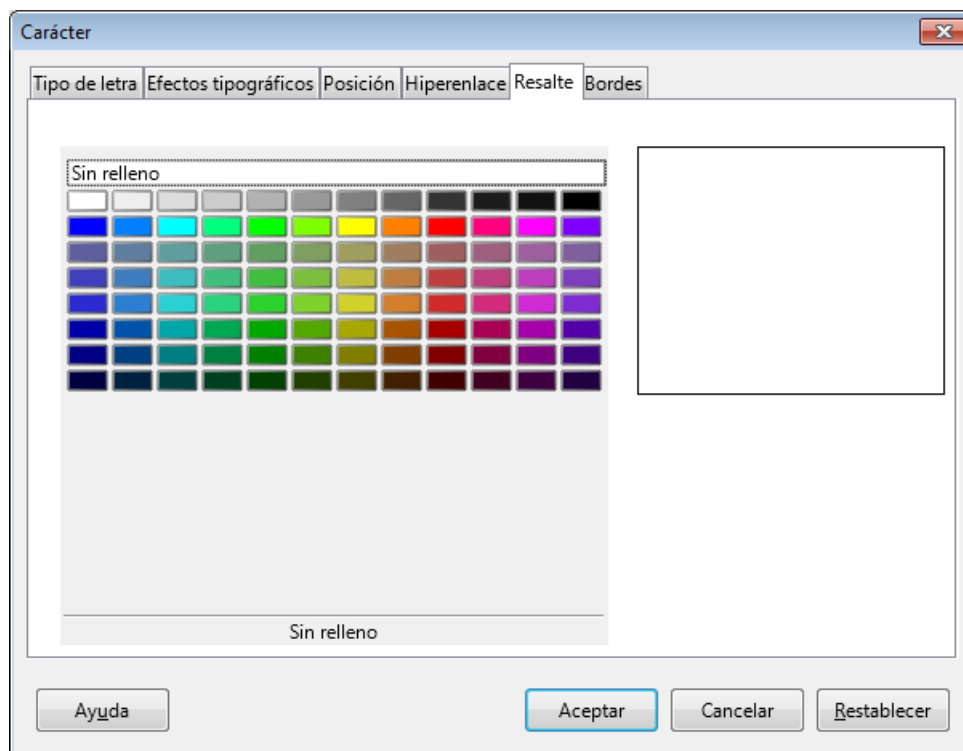 Carácter
Tipo de letra Efectos tipográficos Posición Hiperenlace Resalte Bordes
Sin relleno
Sin relleno
Ayuda Aceptar Cancelar Restablecer